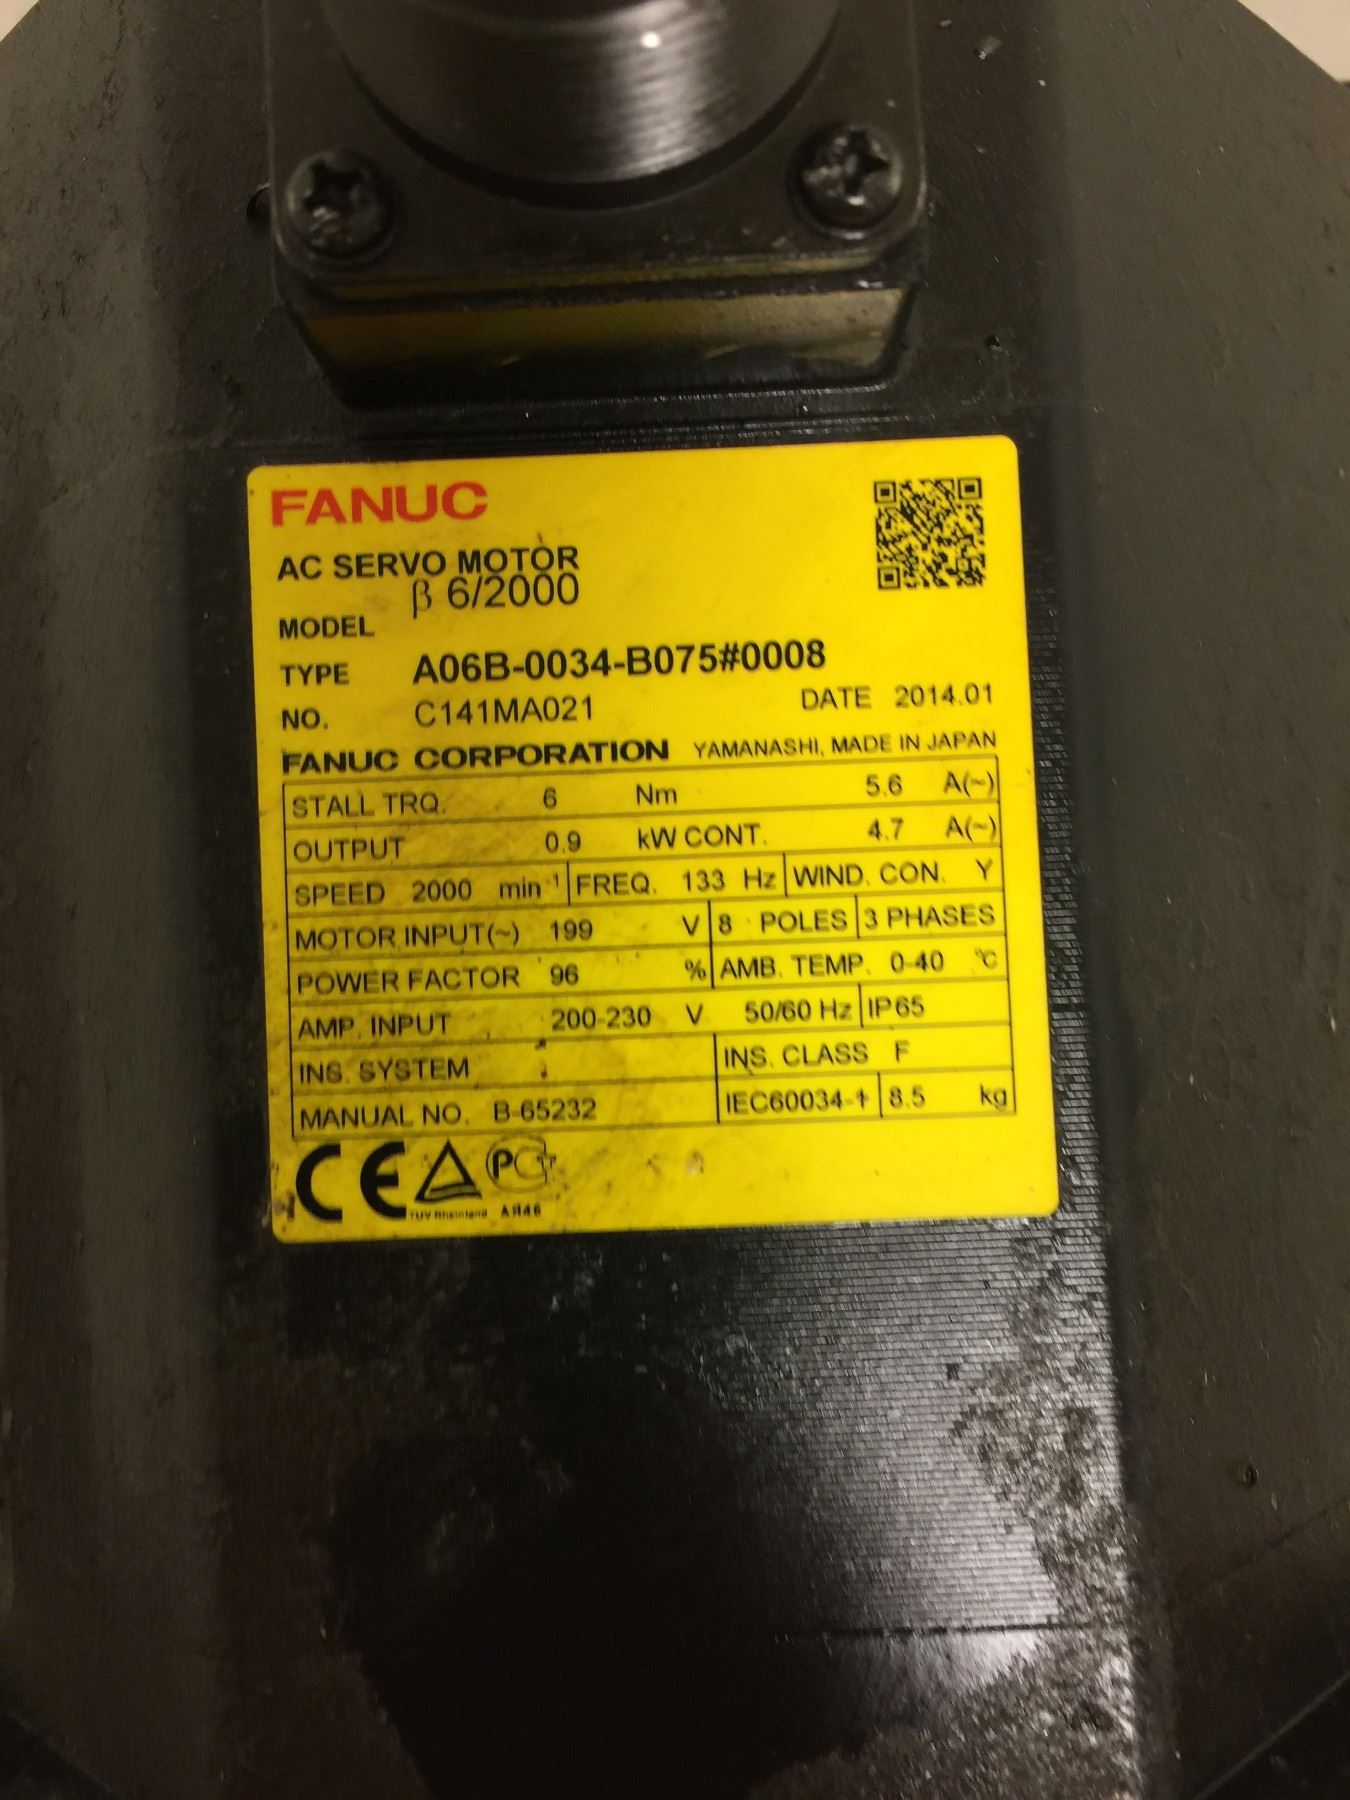 FANUC
AC SERVO MOTOR
β 6/2000
MODEL
TYPE A06B-0034-B075#0008
NO. C141MA021 DATE 2014.01
FANUC CORPORATION YAMANASHI, MADE IN JAPAN
STALL TRQ. 6 Nm 5.6 A(~)
OUTPUT 0.9 kW CONT. 4.7 A(~)
SPEED 2000 min⁻¹ FREQ. 133 Hz WIND. CON. Y
MOTOR INPUT(~) 199 V 8 POLES 3 PHASES
POWER FACTOR 96 % AMB. TEMP. 0-40 °C
AMP. INPUT 200-230 V 50/60 Hz IP65
INS. SYSTEM INS. CLASS F
MANUAL NO. B-65232 IEC60034-1 8.5 kg
CE
TÜV Rheinland АЯ46